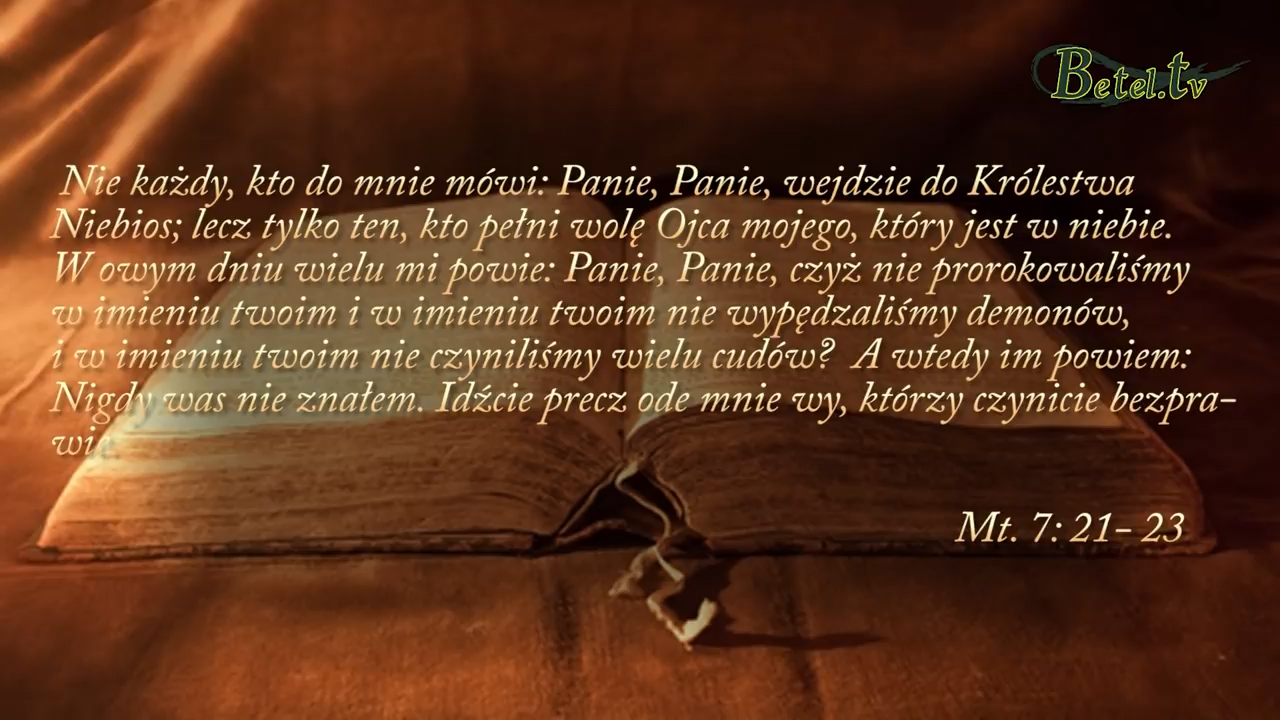 Betel.tv
Nie każdy, kto do mnie mówi: Panie, Panie, wejdzie do Królestwa
Niebios; lecz tylko ten, kto pełni wolę Ojca mojego, który jest w niebie.
W owym dniu wielu mi powie: Panie, Panie, czyż nie prorokowaliśmy
w imieniu twoim i w imieniu twoim nie wypędzaliśmy demonów,
i w imieniu twoim nie czyniliśmy wielu cudów? A wtedy im powiem:
Nigdy was nie znałem. Idźcie precz ode mnie wy, którzy czynicie bezpra-
wie.
Mt. 7: 21- 23